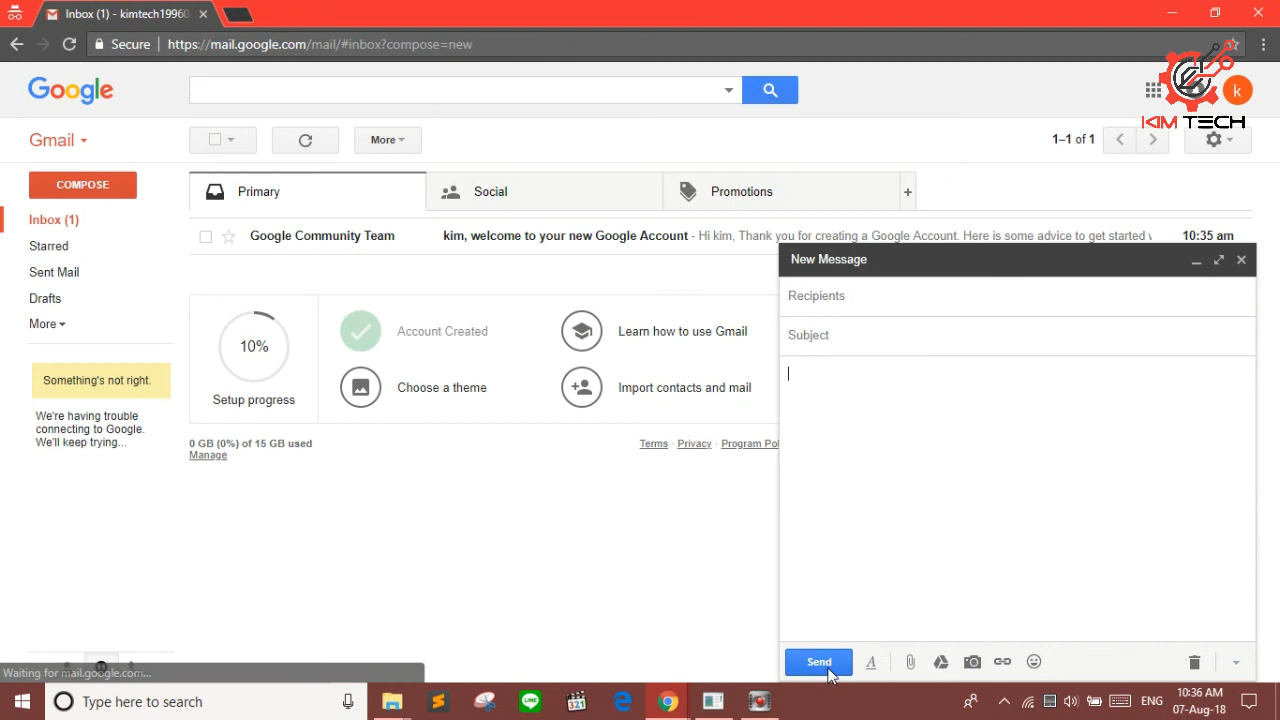 Inbox (1) - kimtech19960
Secure
https://mail.google.com/mail/#inbox?compose=new
Google
k
KIM TECH
Gmail
More
1–1 of 1
COMPOSE
Primary
Social
Promotions
+
Inbox (1)
Starred
Sent Mail
Drafts
More
Google Community Team
kim, welcome to your new Google Account - Hi kim, Thank you for creating a Google Account. Here is some advice to get started
10:35 am
New Message
Recipients
Subject
10%
Setup progress
Account Created
Learn how to use Gmail
Choose a theme
Import contacts and mail
Something's not right.
We're having trouble
connecting to Google.
We'll keep trying...
0 GB (0%) of 15 GB used
Manage
Terms · Privacy · Program Pol
Send
A
Waiting for mail.google.com...
Type here to search
321
LINE
ENG
10:36 AM
07-Aug-18